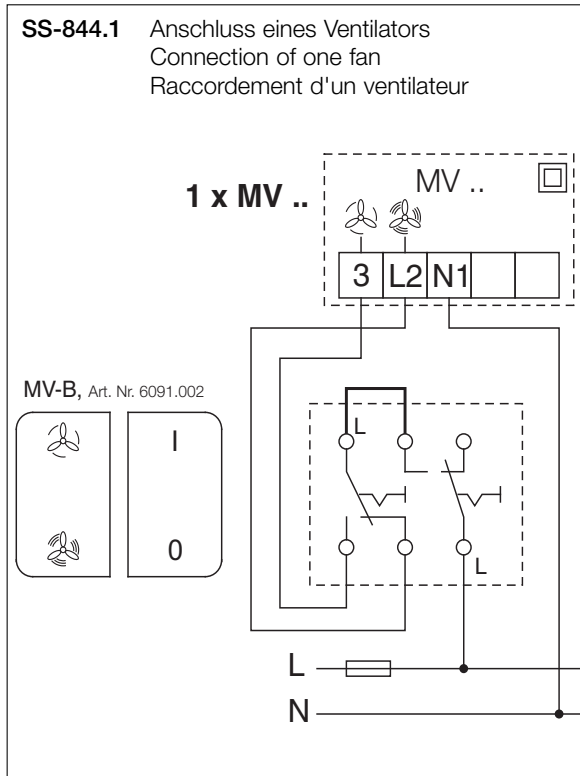 SS-844.1 Anschluss eines Ventilators
Connection of one fan
Raccordement d'un ventilateur
1 x MV ..
MV ..
3 L2 N1
MV-B, Art. Nr. 6091.002
I
0
L
L
L
N